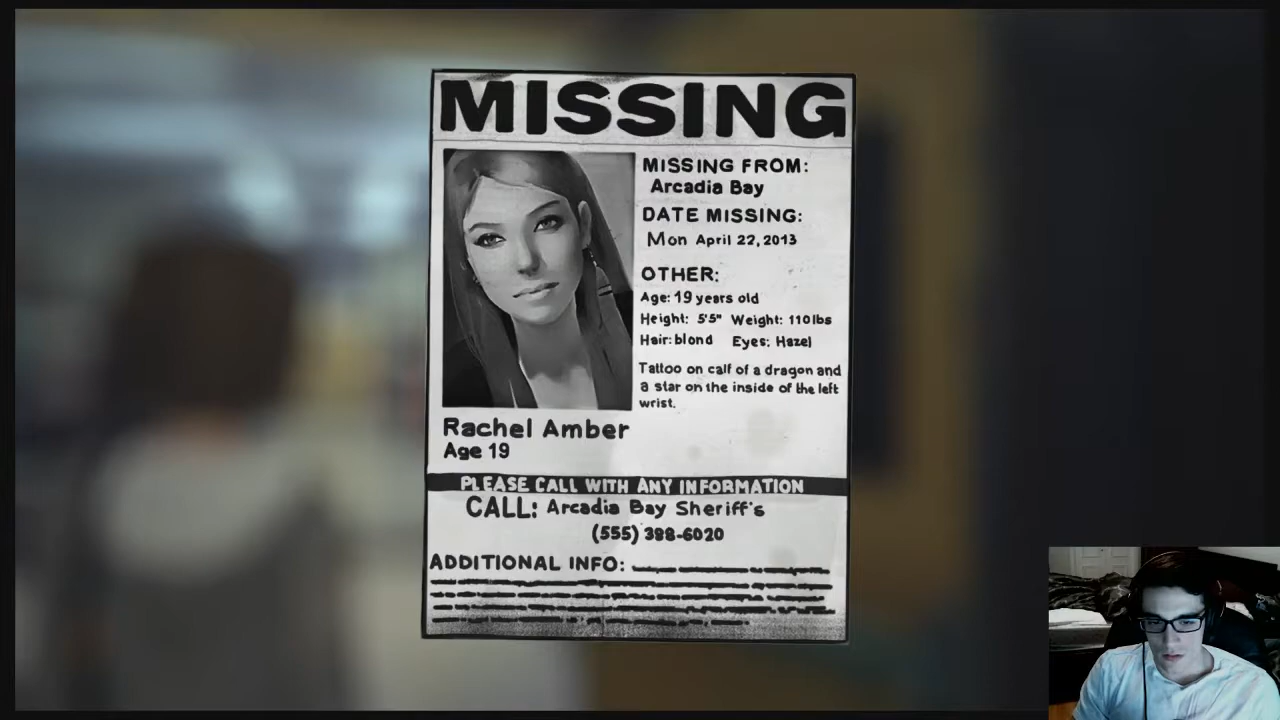 MISSING
MISSING FROM:
Arcadia Bay
DATE MISSING:
Mon April 22, 2013
OTHER:
Age: 19 years old
Height: 5'5" Weight: 110lbs
Hair: blond Eyes: Hazel
Tattoo on calf of a dragon and
a star on the inside of the left
wrist.
Rachel Amber
Age 19
PLEASE CALL WITH ANY INFORMATION
CALL: Arcadia Bay Sheriff's
(555) 398-6020
ADDITIONAL INFO: